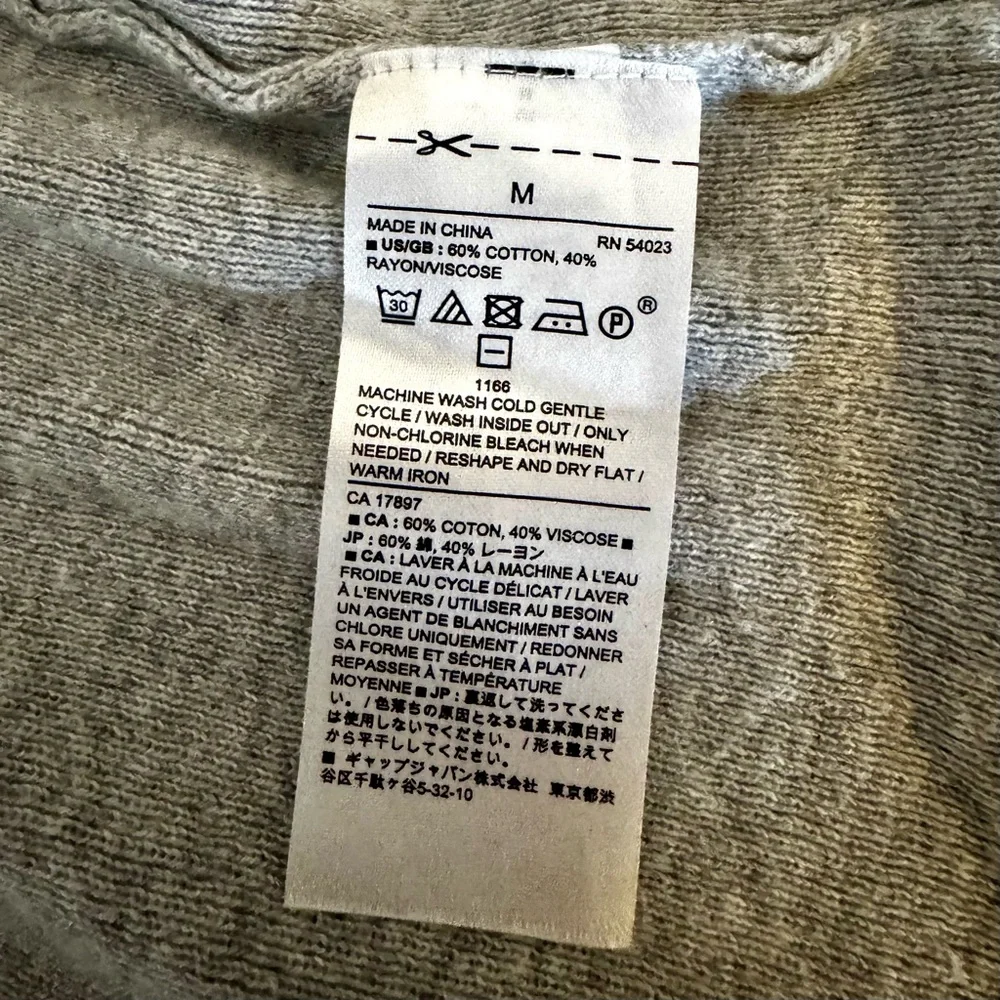 M
MADE IN CHINA RN 54023
■ US/GB : 60% COTTON, 40%
RAYON/VISCOSE
30 P ®
1166
MACHINE WASH COLD GENTLE
CYCLE / WASH INSIDE OUT / ONLY
NON-CHLORINE BLEACH WHEN
NEEDED / RESHAPE AND DRY FLAT /
WARM IRON
CA 17897
■ CA : 60% COTON, 40% VISCOSE ■
JP : 60% 綿, 40% レーヨン
■ CA : LAVER À LA MACHINE À L'EAU
FROIDE AU CYCLE DÉLICAT / LAVER
À L'ENVERS / UTILISER AU BESOIN
UN AGENT DE BLANCHIMENT SANS
CHLORE UNIQUEMENT / REDONNER
SA FORME ET SÉCHER À PLAT /
REPASSER À TEMPÉRATURE
MOYENNE ■ JP : 裏返して洗ってくださ
い。/ 色落ちの原因となる塩素系漂白剤
は使用しないでください。/ 形を整えて
から平干ししてください。
■ ギャップジャパン株式会社 東京都渋
谷区千駄ヶ谷5-32-10